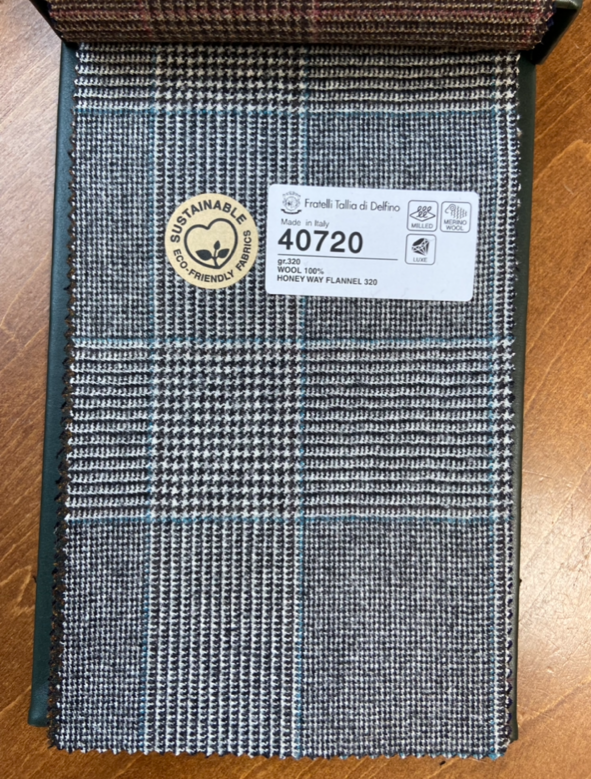 SUSTAINABLE
ECO-FRIENDLY FABRICS
Fratelli Tallia di Delfino
Made in Italy
40720
gr.320
WOOL 100%
HONEY WAY FLANNEL 320
MILLED
MERINO
WOOL
LUXE